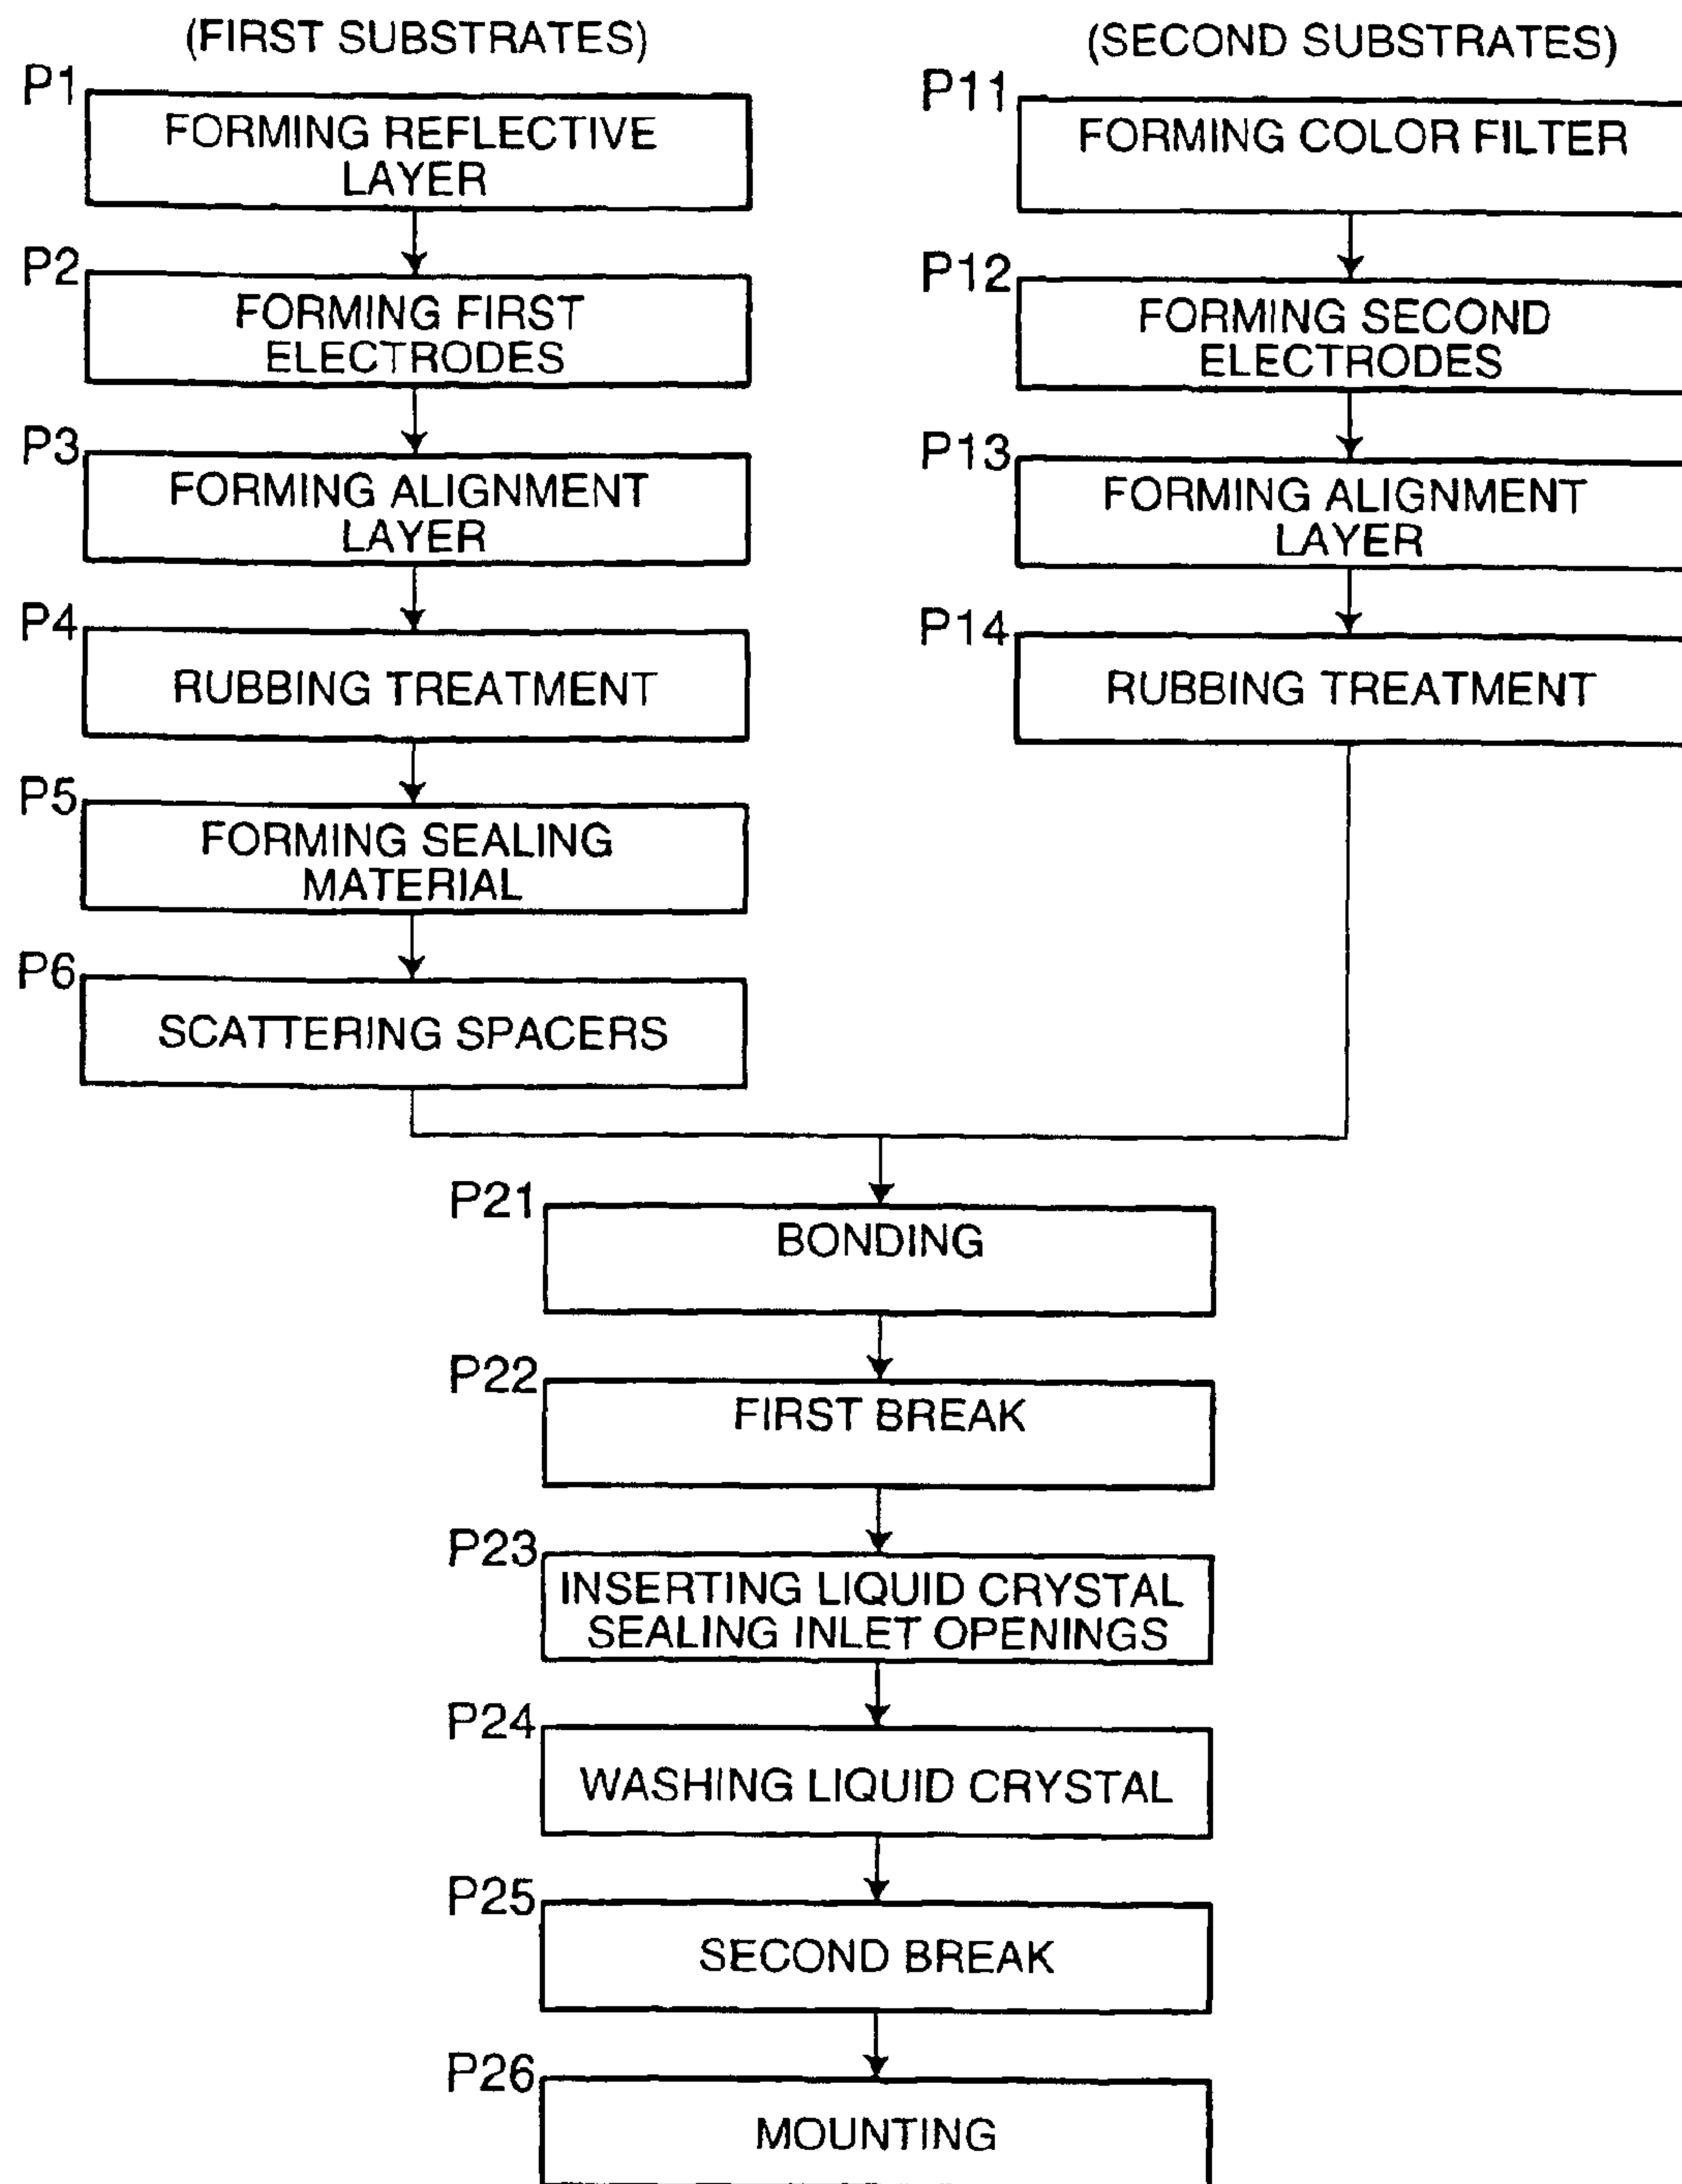 (FIRST SUBSTRATES)
P1
FORMING REFLECTIVE
LAYER
P2
FORMING FIRST
ELECTRODES
P3
FORMING ALIGNMENT
LAYER
P4
RUBBING TREATMENT
P5
FORMING SEALING
MATERIAL
P6
SCATTERING SPACERS
(SECOND SUBSTRATES)
P11
FORMING COLOR FILTER
P12
FORMING SECOND
ELECTRODES
P13
FORMING ALIGNMENT
LAYER
P14
RUBBING TREATMENT
P21
BONDING
P22
FIRST BREAK
P23
INSERTING LIQUID CRYSTAL
SEALING INLET OPENINGS
P24
WASHING LIQUID CRYSTAL
P25
SECOND BREAK
P26
MOUNTING